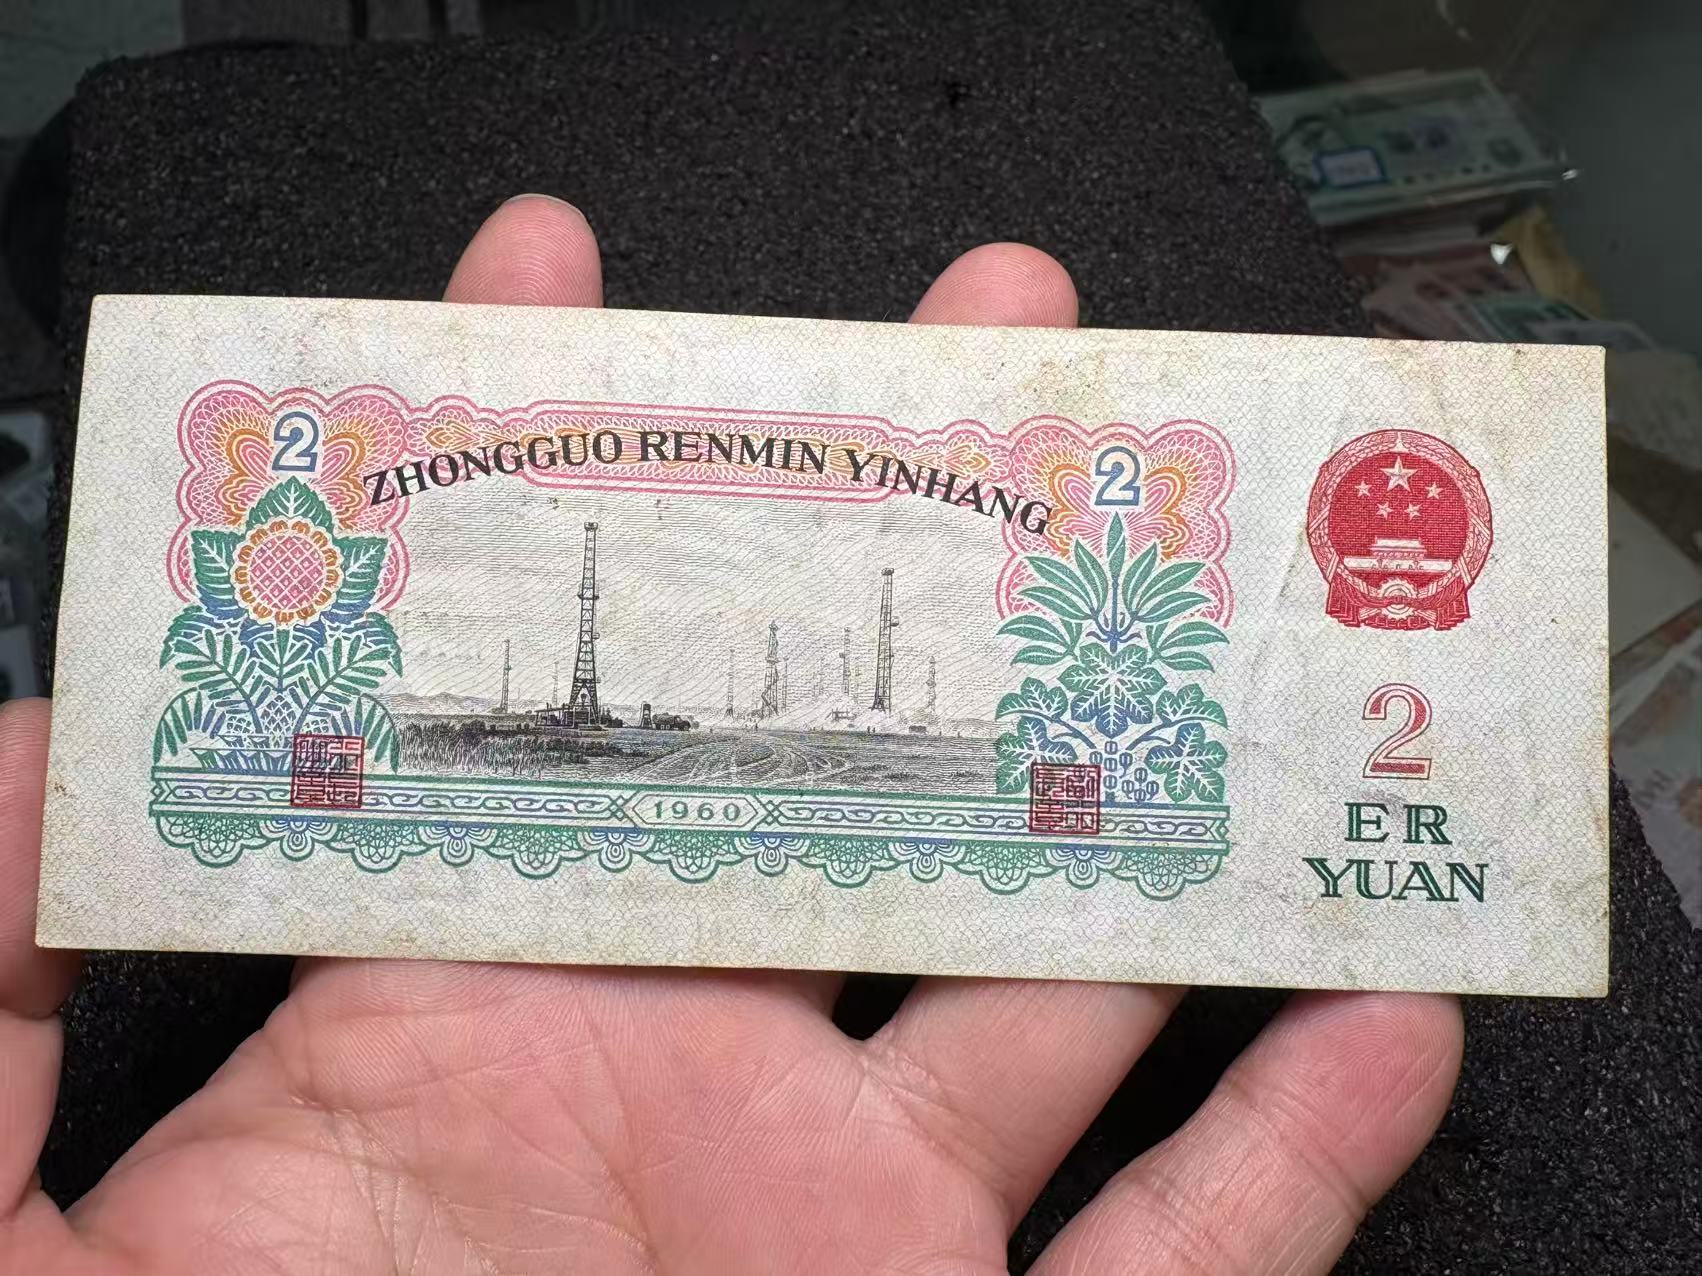 2
ZHONGGUO RENMIN YINHANG
2
1960
2
ER
YUAN